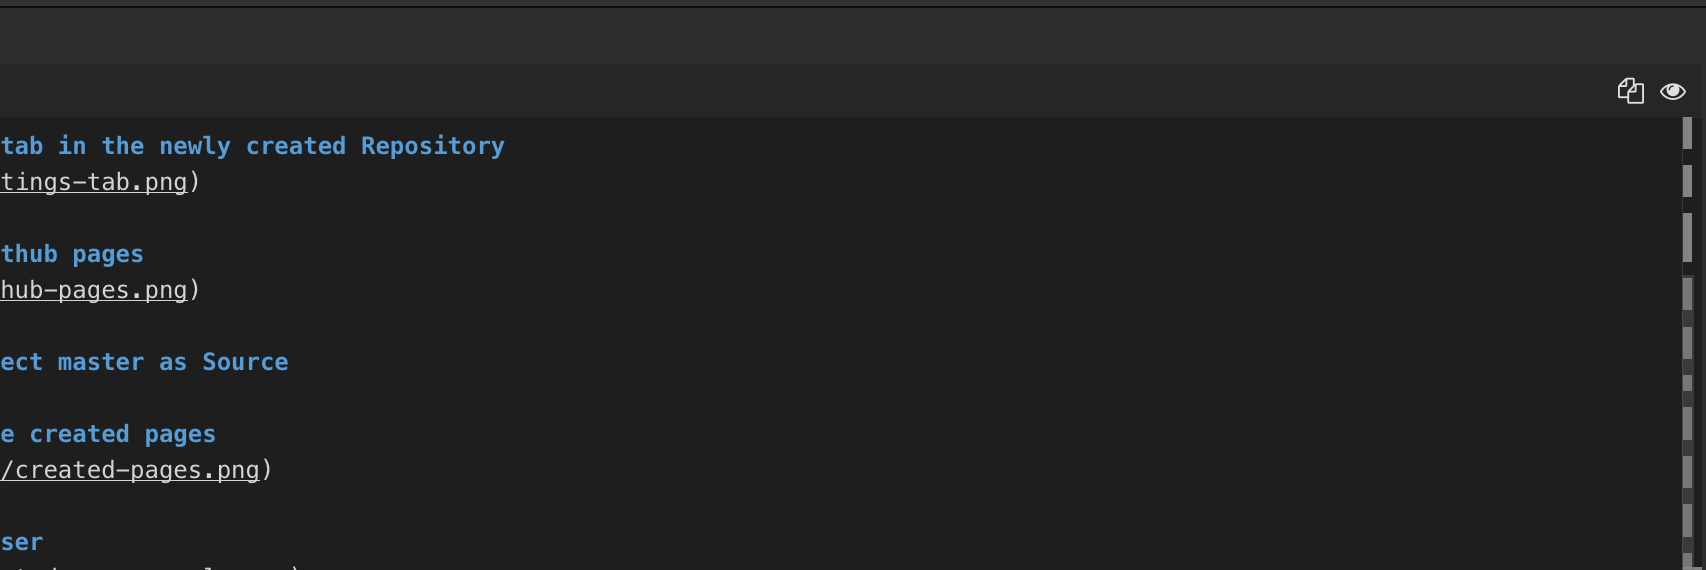 tab in the newly created Repository
tings-tab.png)
thub pages
hub-pages.png)
ect master as Source
e created pages
/created-pages.png)
ser